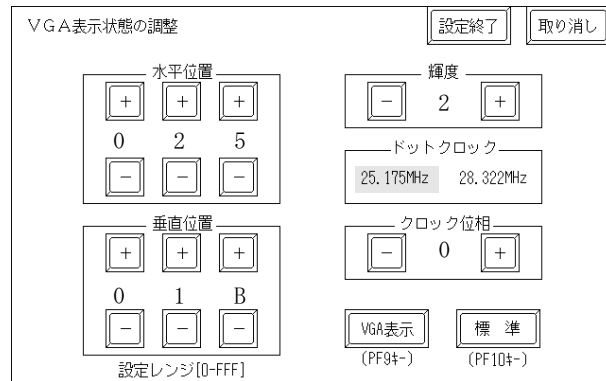 VGA表示状態の調整
設定終了
取り消し
水平位置
+ + +
0 2 5
- - -
輝度
- 2 +
ドットクロック
25.175MHz 28.322MHz
垂直位置
+ + +
0 1 B
- - -
設定レンジ[0-FFF]
クロック位相
- 0 +
VGA表示 標 準
(PF9キー) (PF10キー)